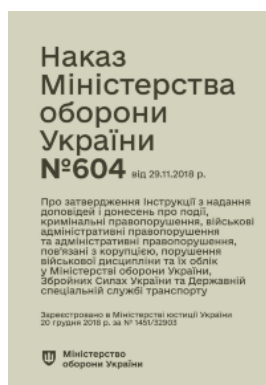 Наказ
Міністерства
оборони
України
№604 від 29.11.2018 р.
Про затвердження Інструкції з надання
доповідей і донесень про події,
кримінальні правопорушення, військові
адміністративні правопорушення
та адміністративні правопорушення,
пов'язані з корупцією, порушення
військової дисципліни та їх облік
у Міністерстві оборони України,
Збройних Силах України та Державній
спеціальній службі транспорту
Зареєстровано в Міністерстві юстиції України
20 грудня 2018 р. за № 1451/32903
Міністерство
оборони України